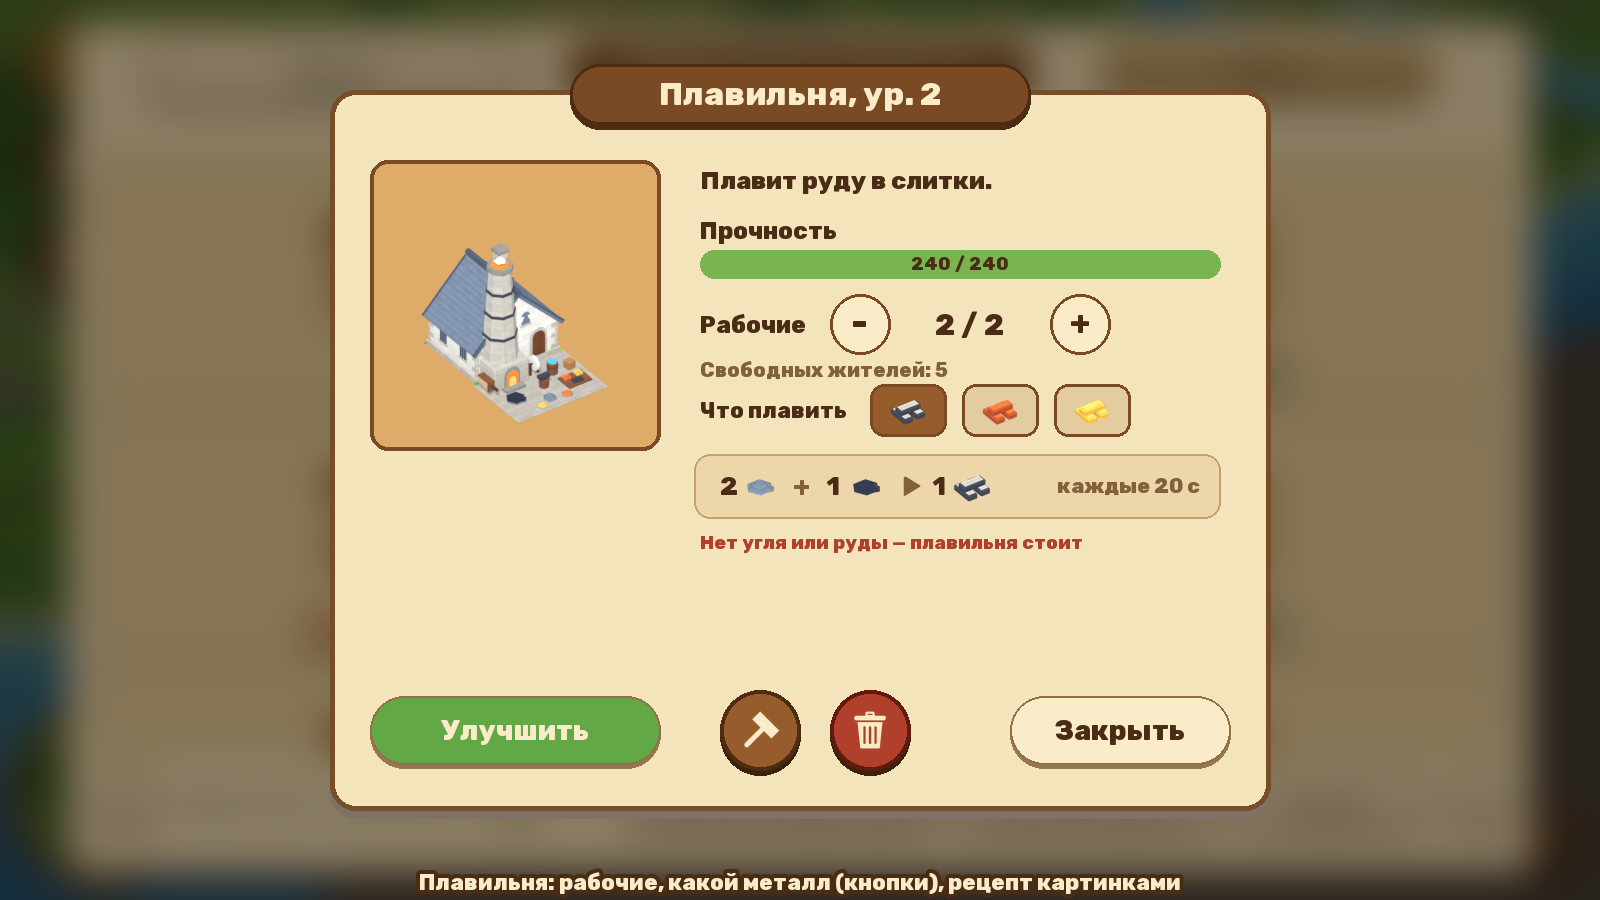 Плавильня, ур. 2
Плавит руду в слитки.
Прочность
240 / 240
Рабочие - 2 / 2 +
Свободных жителей: 5
Что плавить
2 + 1 1 каждые 20 с
Нет угля или руды — плавильня стоит
Улучшить
Закрыть
Плавильня: рабочие, какой металл (кнопки), рецепт картинками